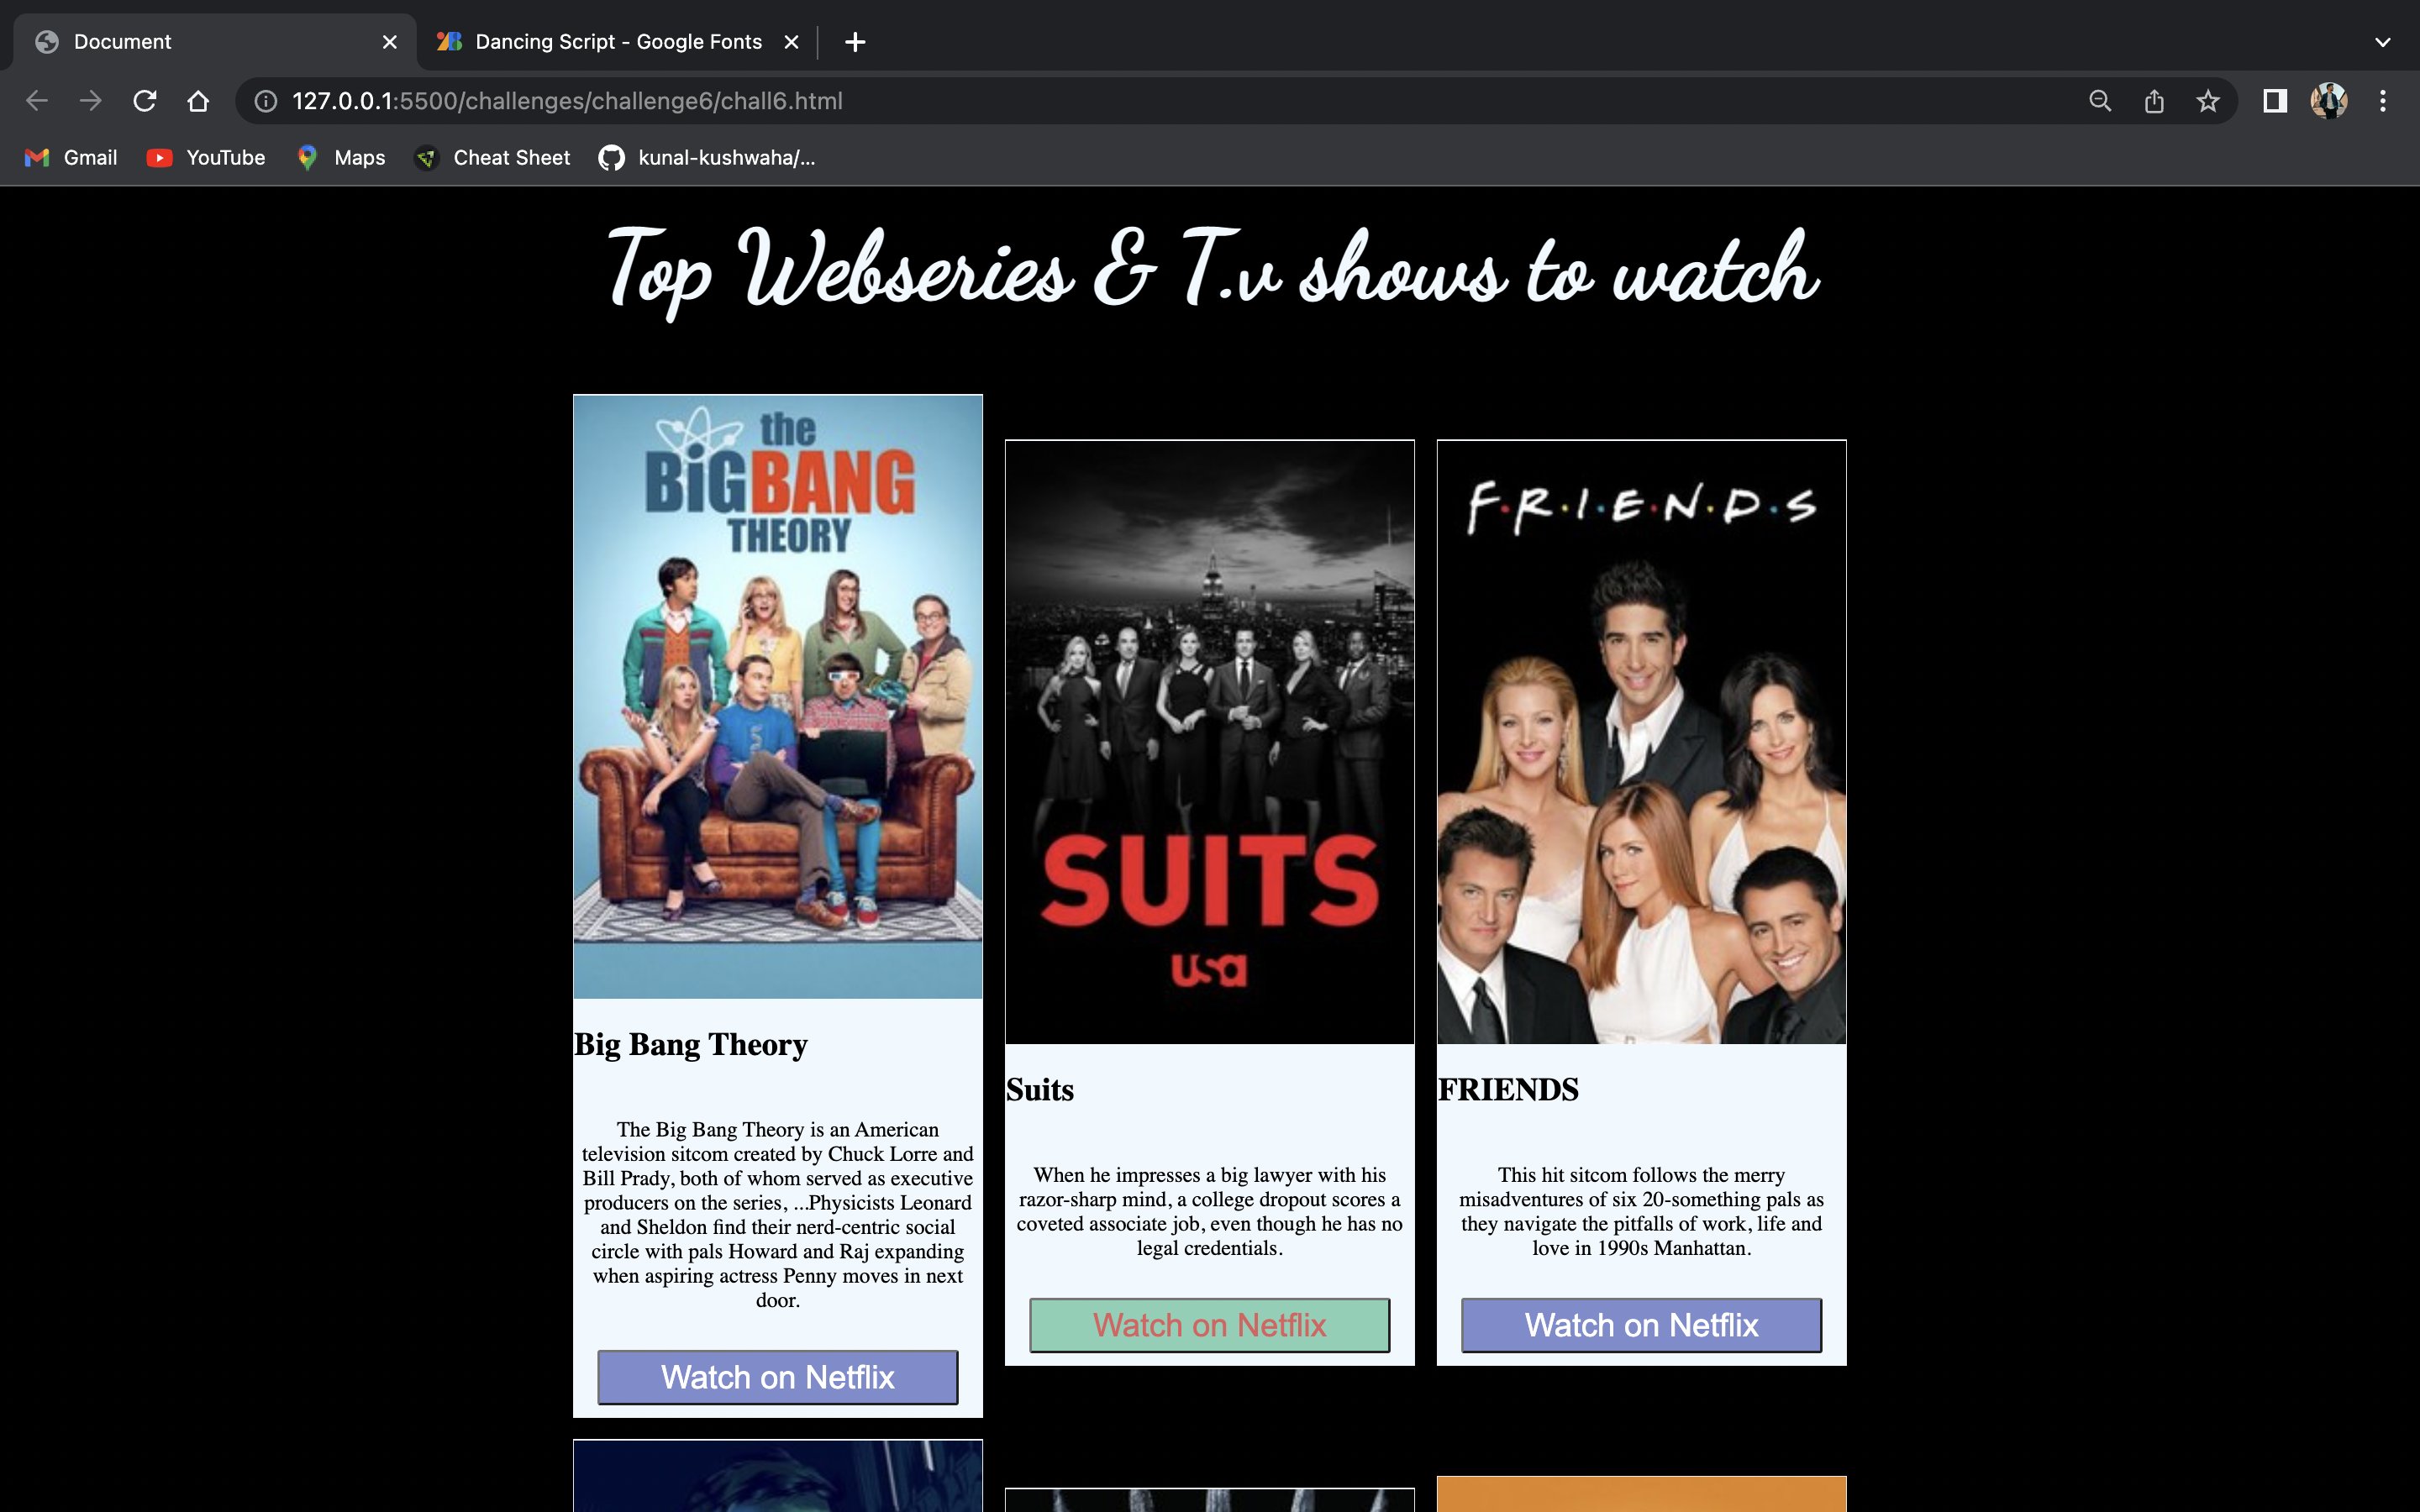 Document
Dancing Script - Google Fonts
127.0.0.1:5500/challenges/challenge6/chall6.html
Gmail
YouTube
Maps
Cheat Sheet
kunal-kushwaha/...
Top Webseries & T.v shows to watch
the
BiGBANG
THEORY
Big Bang Theory
The Big Bang Theory is an American
television sitcom created by Chuck Lorre and
Bill Prady, both of whom served as executive
producers on the series, ...Physicists Leonard
and Sheldon find their nerd-centric social
circle with pals Howard and Raj expanding
when aspiring actress Penny moves in next
door.
Watch on Netflix
SUITS
usa
Suits
When he impresses a big lawyer with his
razor-sharp mind, a college dropout scores a
coveted associate job, even though he has no
legal credentials.
Watch on Netflix
F·R·I·E·N·D·S
FRIENDS
This hit sitcom follows the merry
misadventures of six 20-something pals as
they navigate the pitfalls of work, life and
love in 1990s Manhattan.
Watch on Netflix